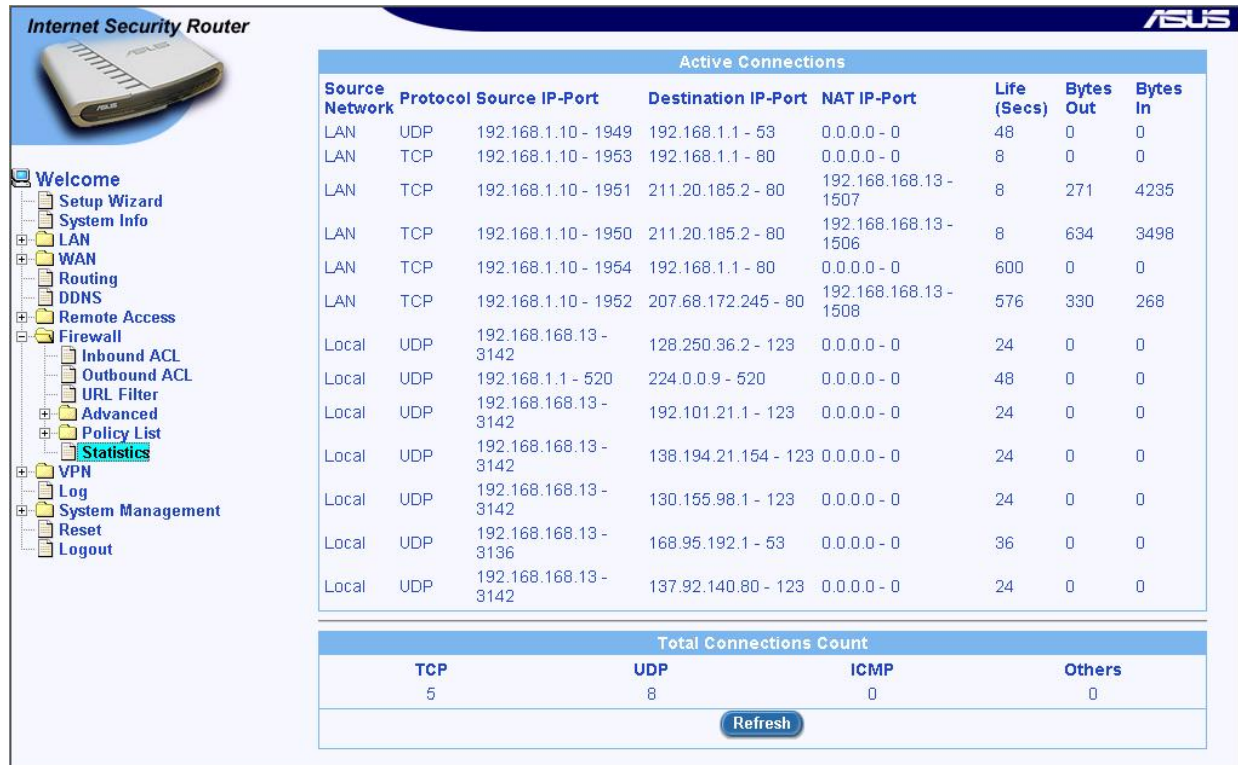 Internet Security Router
ASUS
Welcome
Setup Wizard
System Info
LAN
WAN
Routing
DDNS
Remote Access
Firewall
Inbound ACL
Outbound ACL
URL Filter
Advanced
Policy List
Statistics
VPN
Log
System Management
Reset
Logout
Active Connections
Source Network Protocol Source IP-Port Destination IP-Port NAT IP-Port Life (Secs) Bytes Out Bytes In
LAN UDP 192.168.1.10 - 1949 192.168.1.1 - 53 0.0.0.0 - 0 48 0 0
LAN TCP 192.168.1.10 - 1953 192.168.1.1 - 80 0.0.0.0 - 0 8 0 0
LAN TCP 192.168.1.10 - 1951 211.20.185.2 - 80 192.168.168.13 - 1507 8 271 4235
LAN TCP 192.168.1.10 - 1950 211.20.185.2 - 80 192.168.168.13 - 1506 8 634 3498
LAN TCP 192.168.1.10 - 1954 192.168.1.1 - 80 0.0.0.0 - 0 600 0 0
LAN TCP 192.168.1.10 - 1952 207.68.172.245 - 80 192.168.168.13 - 1508 576 330 268
Local UDP 192.168.168.13 - 3142 128.250.36.2 - 123 0.0.0.0 - 0 24 0 0
Local UDP 192.168.1.1 - 520 224.0.0.9 - 520 0.0.0.0 - 0 48 0 0
Local UDP 192.168.168.13 - 3142 192.101.21.1 - 123 0.0.0.0 - 0 24 0 0
Local UDP 192.168.168.13 - 3142 138.194.21.154 - 123 0.0.0.0 - 0 24 0 0
Local UDP 192.168.168.13 - 3142 130.155.98.1 - 123 0.0.0.0 - 0 24 0 0
Local UDP 192.168.168.13 - 3136 168.95.192.1 - 53 0.0.0.0 - 0 36 0 0
Local UDP 192.168.168.13 - 3142 137.92.140.80 - 123 0.0.0.0 - 0 24 0 0
Total Connections Count
TCP UDP ICMP Others
5 8 0 0
Refresh